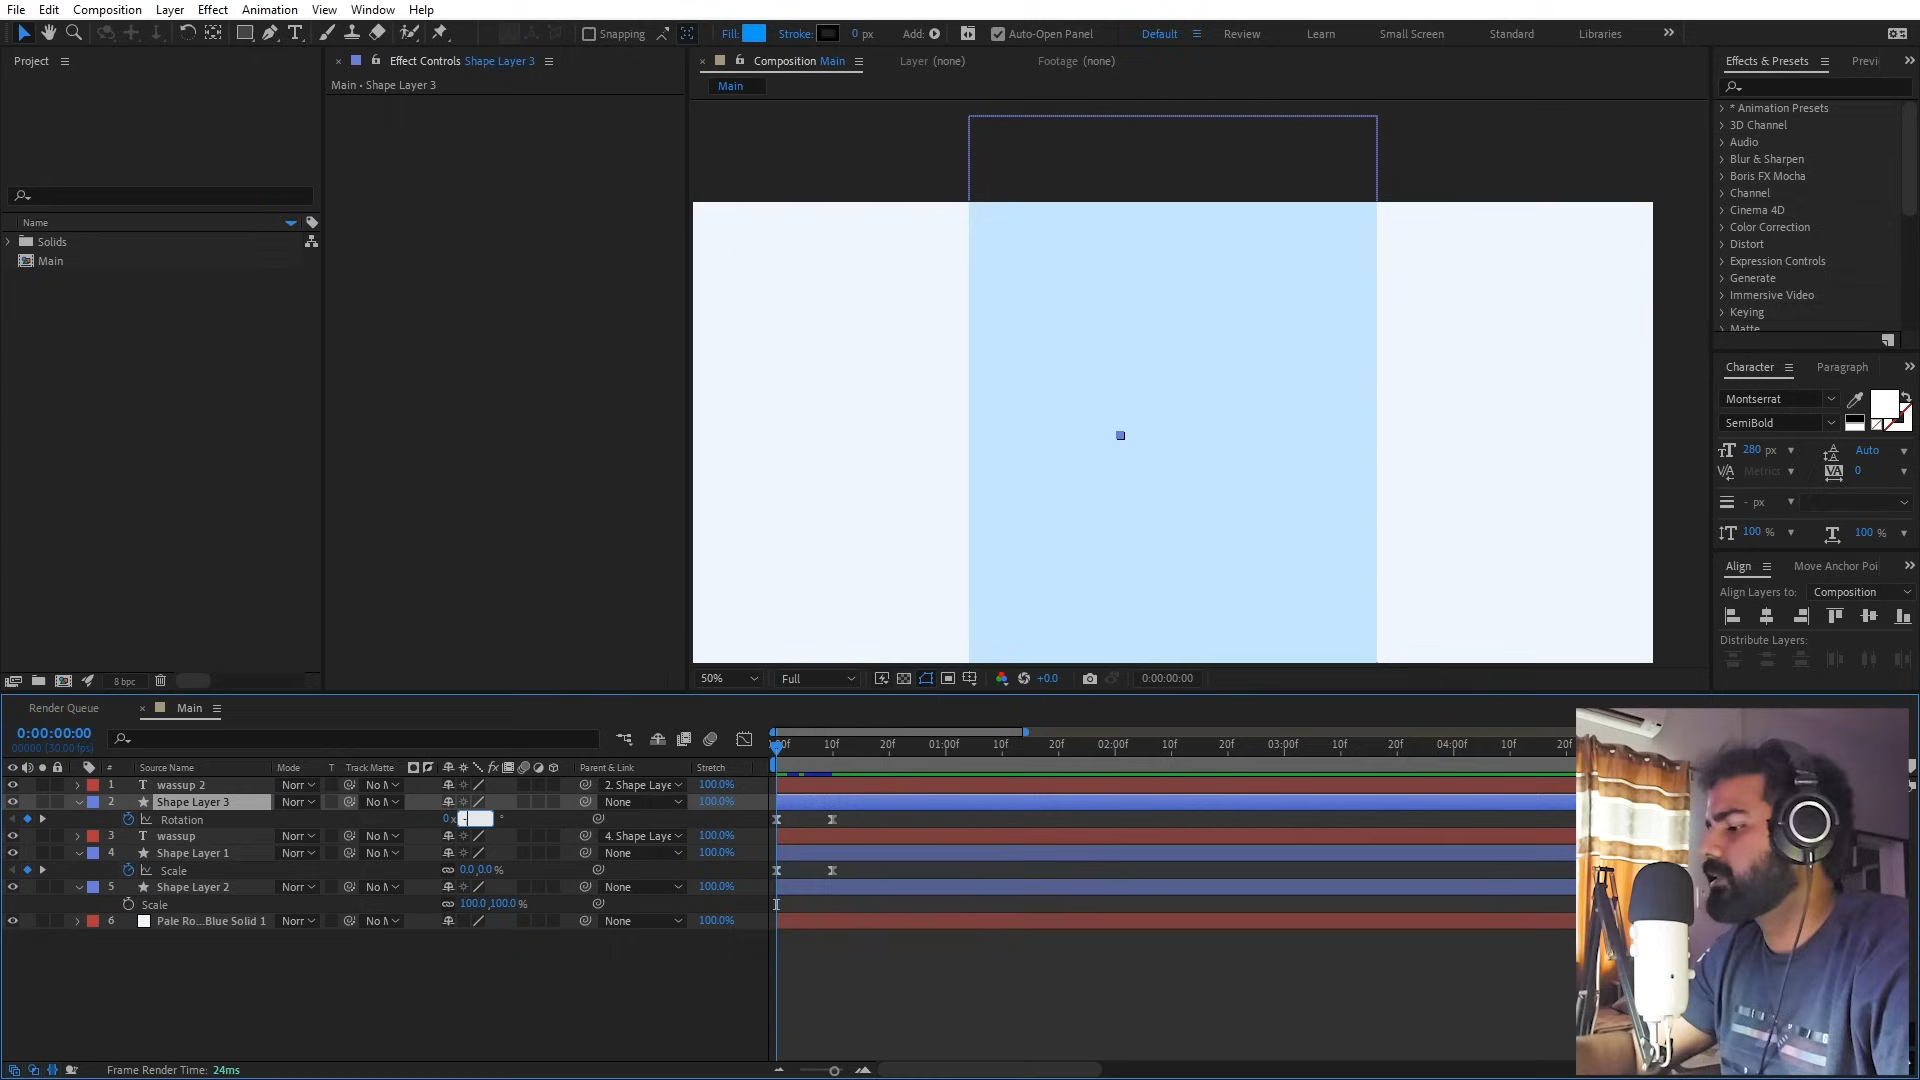 File Edit Composition Layer Effect Animation View Window Help
Snapping Fill: Stroke: 0 px Add: Auto-Open Panel Default Review Learn Small Screen Standard Libraries
Project
Effect Controls Shape Layer 3
Main • Shape Layer 3
Composition Main Layer (none) Footage (none)
Main
Effects & Presets Previ
* Animation Presets
3D Channel
Audio
Blur & Sharpen
Boris FX Mocha
Channel
Cinema 4D
Color Correction
Distort
Expression Controls
Generate
Immersive Video
Keying
Matte
Name
Solids
Main
Character Paragraph
Montserrat
SemiBold
280 px Auto
Metrics 0
- px
100 % 100 %
Align Move Anchor Poi
Align Layers to: Composition
Distribute Layers:
8 bpc
50% Full +0.0 0:00:00:00
Render Queue Main
0:00:00:00
00000 (30.00 fps)
00f 10f 20f 01:00f 10f 20f 02:00f 10f 20f 03:00f 10f 20f 04:00f 10f 20f
# Source Name Mode T Track Matte Parent & Link Stretch
1 T wassup 2 Norr No M 2. Shape Laye 100.0%
2 Shape Layer 3 Norr No M None 100.0%
Rotation 0x - °
3 T wassup Norr No M 4. Shape Laye 100.0%
4 Shape Layer 1 Norr No M None 100.0%
Scale 0.0,0.0 %
5 Shape Layer 2 Norr No M None 100.0%
Scale 100.0,100.0 %
6 Pale Ro...Blue Solid 1 Norr No M None 100.0%
Frame Render Time: 24ms